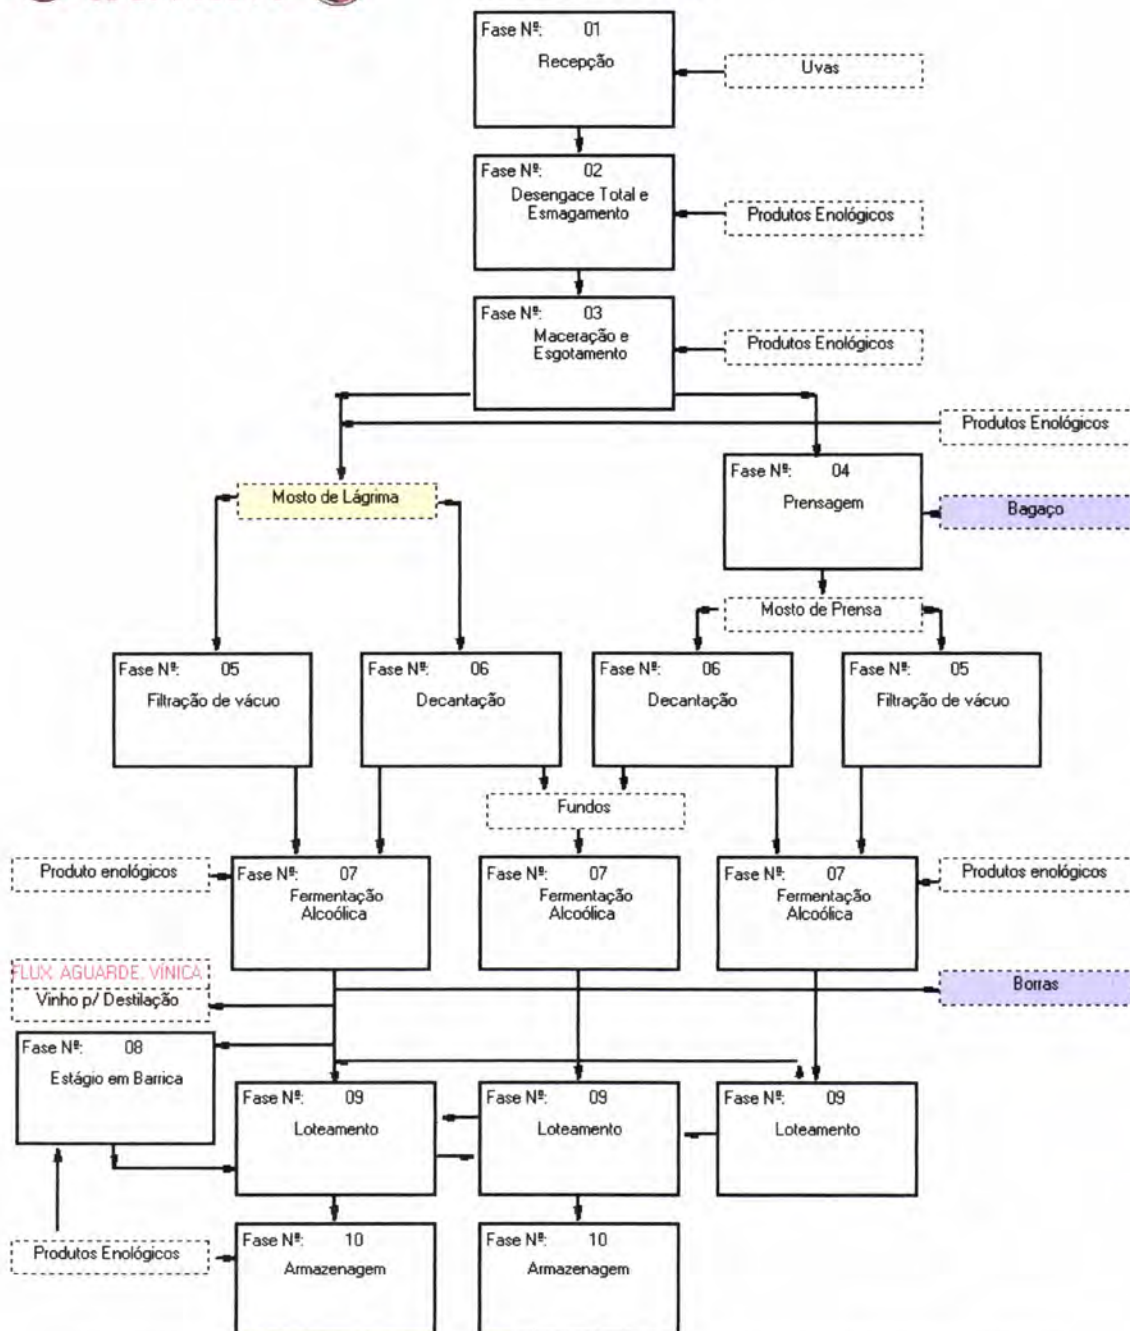 Fase Nº: 01
Recepção
Uvas
Fase Nº: 02
Desengace Total e
Esmagamento
Produtos Enológicos
Fase Nº: 03
Maceração e
Esgotamento
Produtos Enológicos
Produtos Enológicos
Fase Nº: 04
Prensagem
Mosto de Lágrima
Bagaço
Mosto de Prensa
Fase Nº: 05
Filtração de vácuo
Fase Nº: 06
Decantação
Fase Nº: 06
Decantação
Fase Nº: 05
Filtração de vácuo
Fundos
Produto enológicos
Fase Nº: 07
Fermentação
Alcoólica
Fase Nº: 07
Fermentação
Alcoólica
Fase Nº: 07
Fermentação
Alcoólica
Produtos enológicos
FLUX. AGUARDE. VÍNICA
Vinho p/ Destilação
Borras
Fase Nº: 08
Estágio em Barrica
Fase Nº: 09
Loteamento
Fase Nº: 09
Loteamento
Fase Nº: 09
Loteamento
Produtos Enológicos
Fase Nº: 10
Armazenagem
Fase Nº: 10
Armazenagem